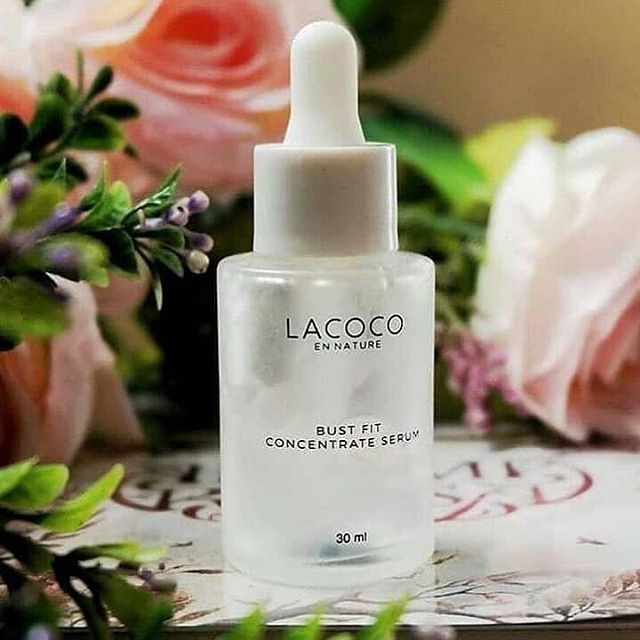 LACOCO
EN NATURE
BUST FIT
CONCENTRATE SERUM
30 ml